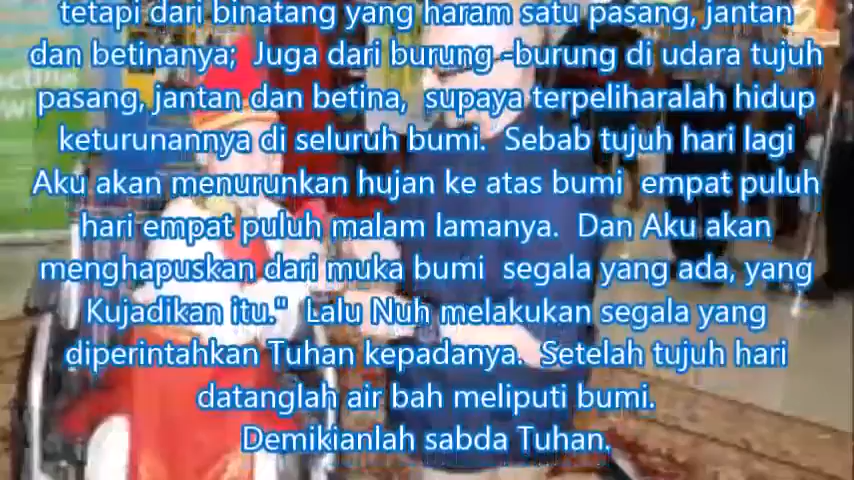 tetapi dari binatang yang haram satu pasang, jantan
dan betinanya; Juga dari burung -burung di udara tujuh
pasang, jantan dan betina, supaya terpeliharalah hidup
keturunannya di seluruh bumi. Sebab tujuh hari lagi
Aku akan menurunkan hujan ke atas bumi empat puluh
hari empat puluh malam lamanya. Dan Aku akan
menghapuskan dari muka bumi segala yang ada, yang
Kujadikan itu." Lalu Nuh melakukan segala yang
diperintahkan Tuhan kepadanya. Setelah tujuh hari
datanglah air bah meliputi bumi.
Demikianlah sabda Tuhan.